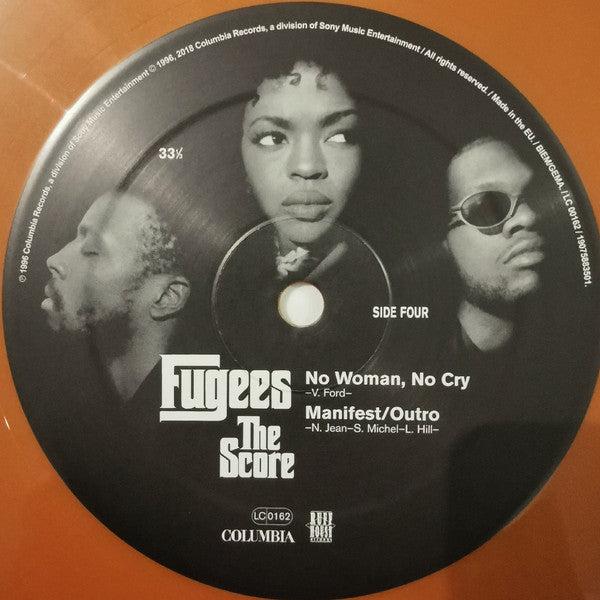 ℗ 1996 Columbia Records, a division of Sony Music Entertainment © 1996, 2018 Columbia Records, a division of Sony Music Entertainment / All rights reserved. / Made in the EU. / BIEM/GEMA. / LC 00162 / 19075883501.
33⅓
SIDE FOUR
Fugees
The
Score
No Woman, No Cry
–V. Ford–
Manifest/Outro
–N. Jean–S. Michel–L. Hill–
LC 0162
COLUMBIA
RUFF
HOUSE
RECORDS